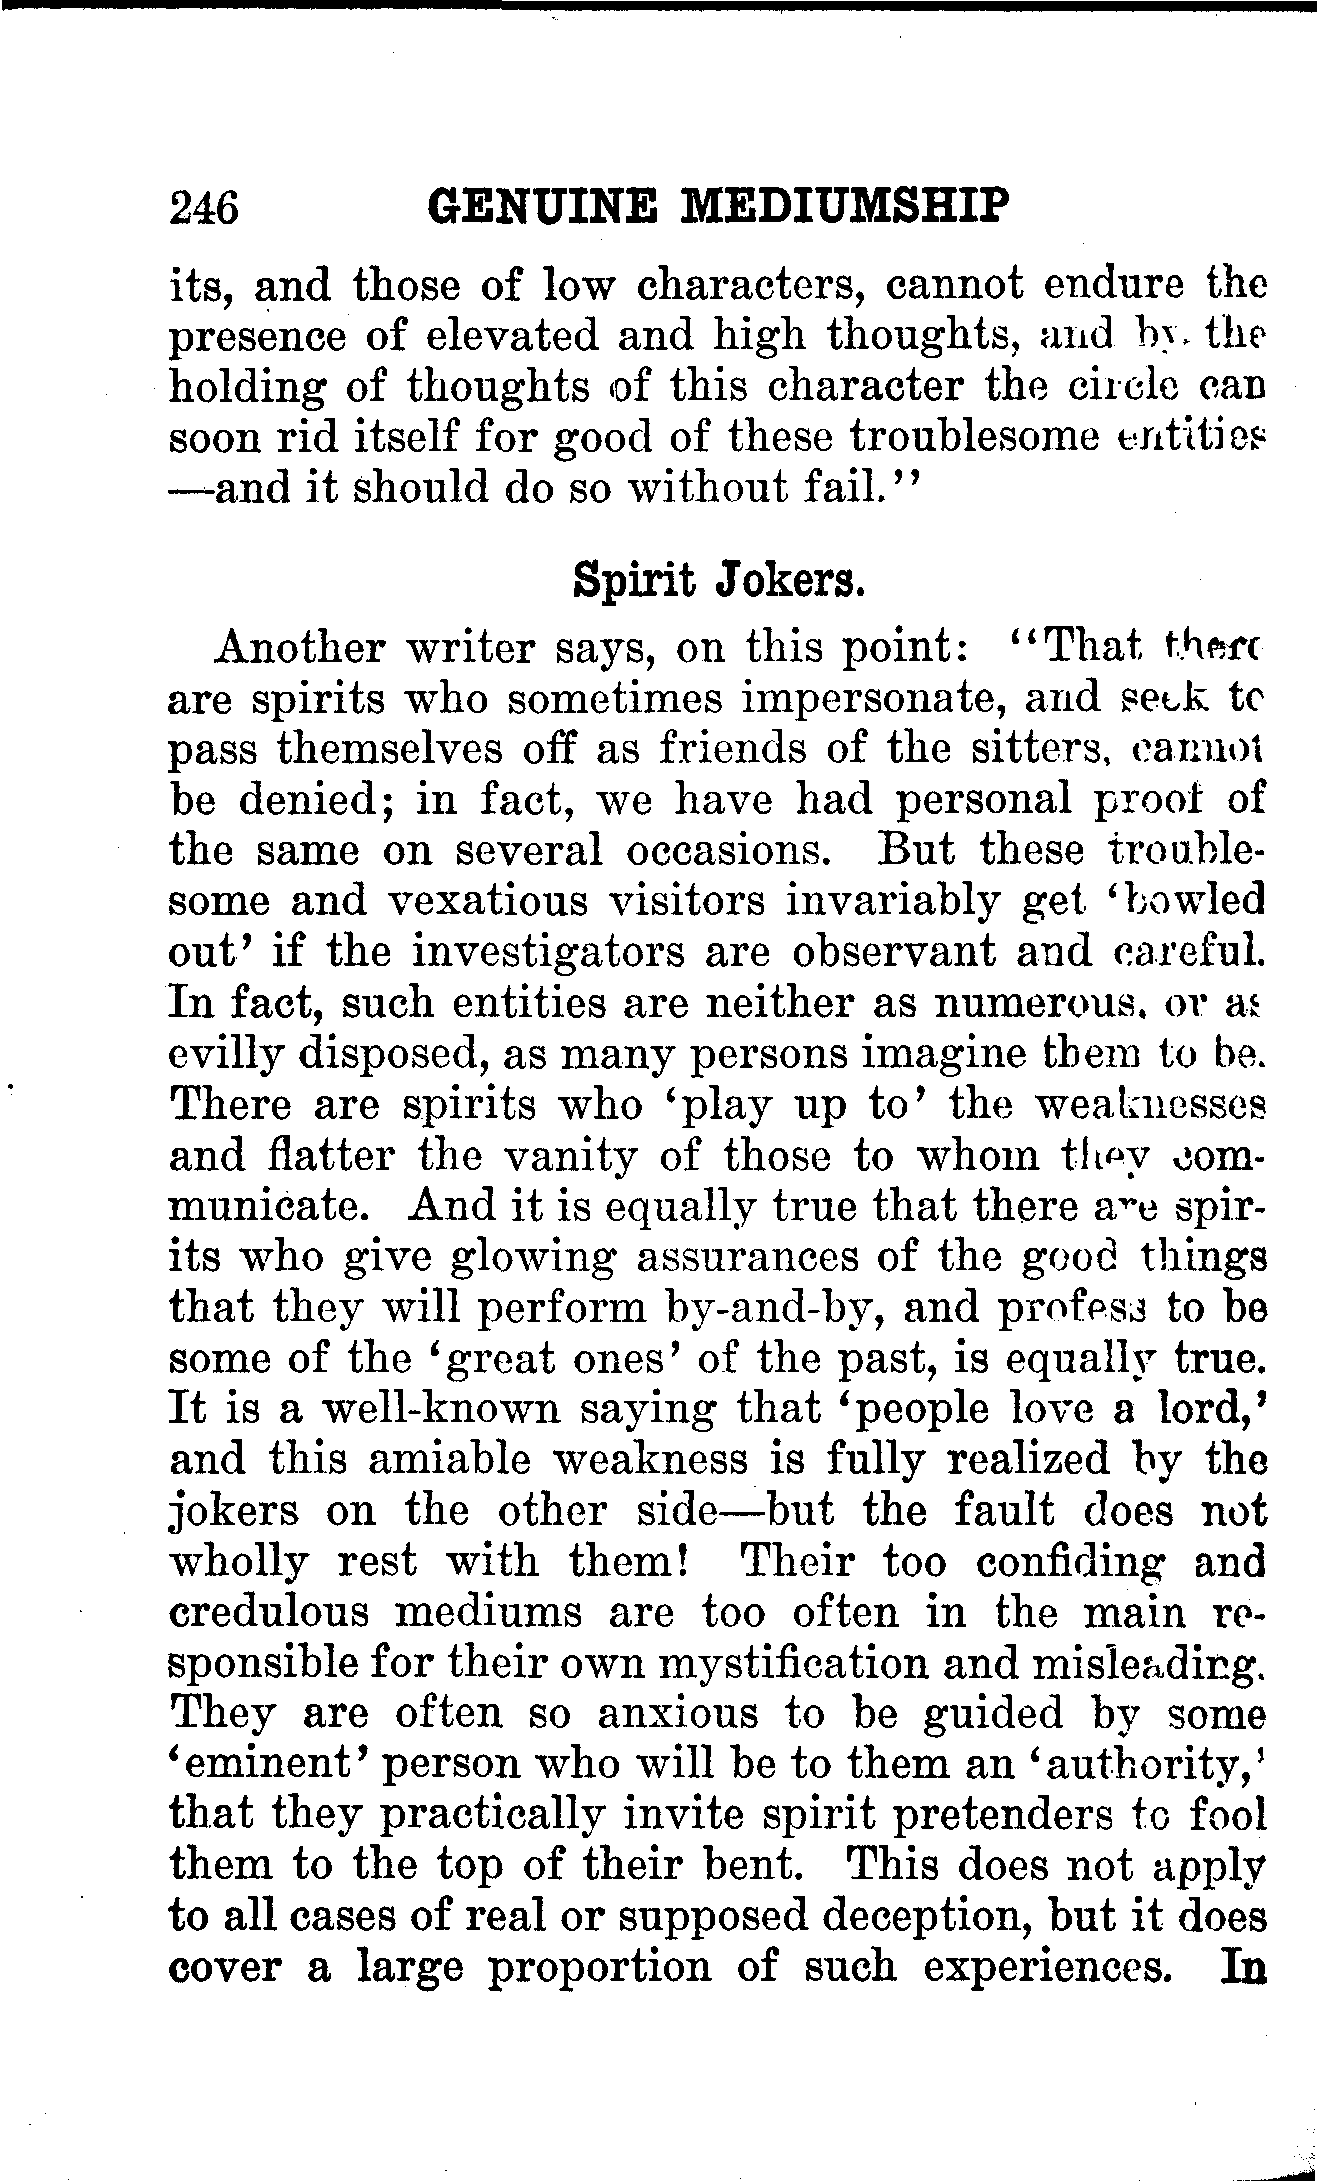 246 GENUINE MEDIUMSHIP
its, and those of low characters, cannot endure the
presence of elevated and high thoughts, and by the
holding of thoughts of this character the circle can
soon rid itself for good of these troublesome entities
—and it should do so without fail.''
Spirit Jokers.
Another writer says, on this point: ''That there
are spirits who sometimes impersonate, and seek to
pass themselves off as friends of the sitters, cannot
be denied; in fact, we have had personal proof of
the same on several occasions. But these trouble-
some and vexatious visitors invariably get 'bowled
out' if the investigators are observant and careful.
In fact, such entities are neither as numerous, or as
evilly disposed, as many persons imagine them to be.
There are spirits who 'play up to' the weaknesses
and flatter the vanity of those to whom they com-
municate. And it is equally true that there are spir-
its who give glowing assurances of the good things
that they will perform by-and-by, and profess to be
some of the 'great ones' of the past, is equally true.
It is a well-known saying that 'people love a lord,'
and this amiable weakness is fully realized by the
jokers on the other side—but the fault does not
wholly rest with them! Their too confiding and
credulous mediums are too often in the main re-
sponsible for their own mystification and misleading.
They are often so anxious to be guided by some
'eminent' person who will be to them an 'authority,'
that they practically invite spirit pretenders to fool
them to the top of their bent. This does not apply
to all cases of real or supposed deception, but it does
cover a large proportion of such experiences. In